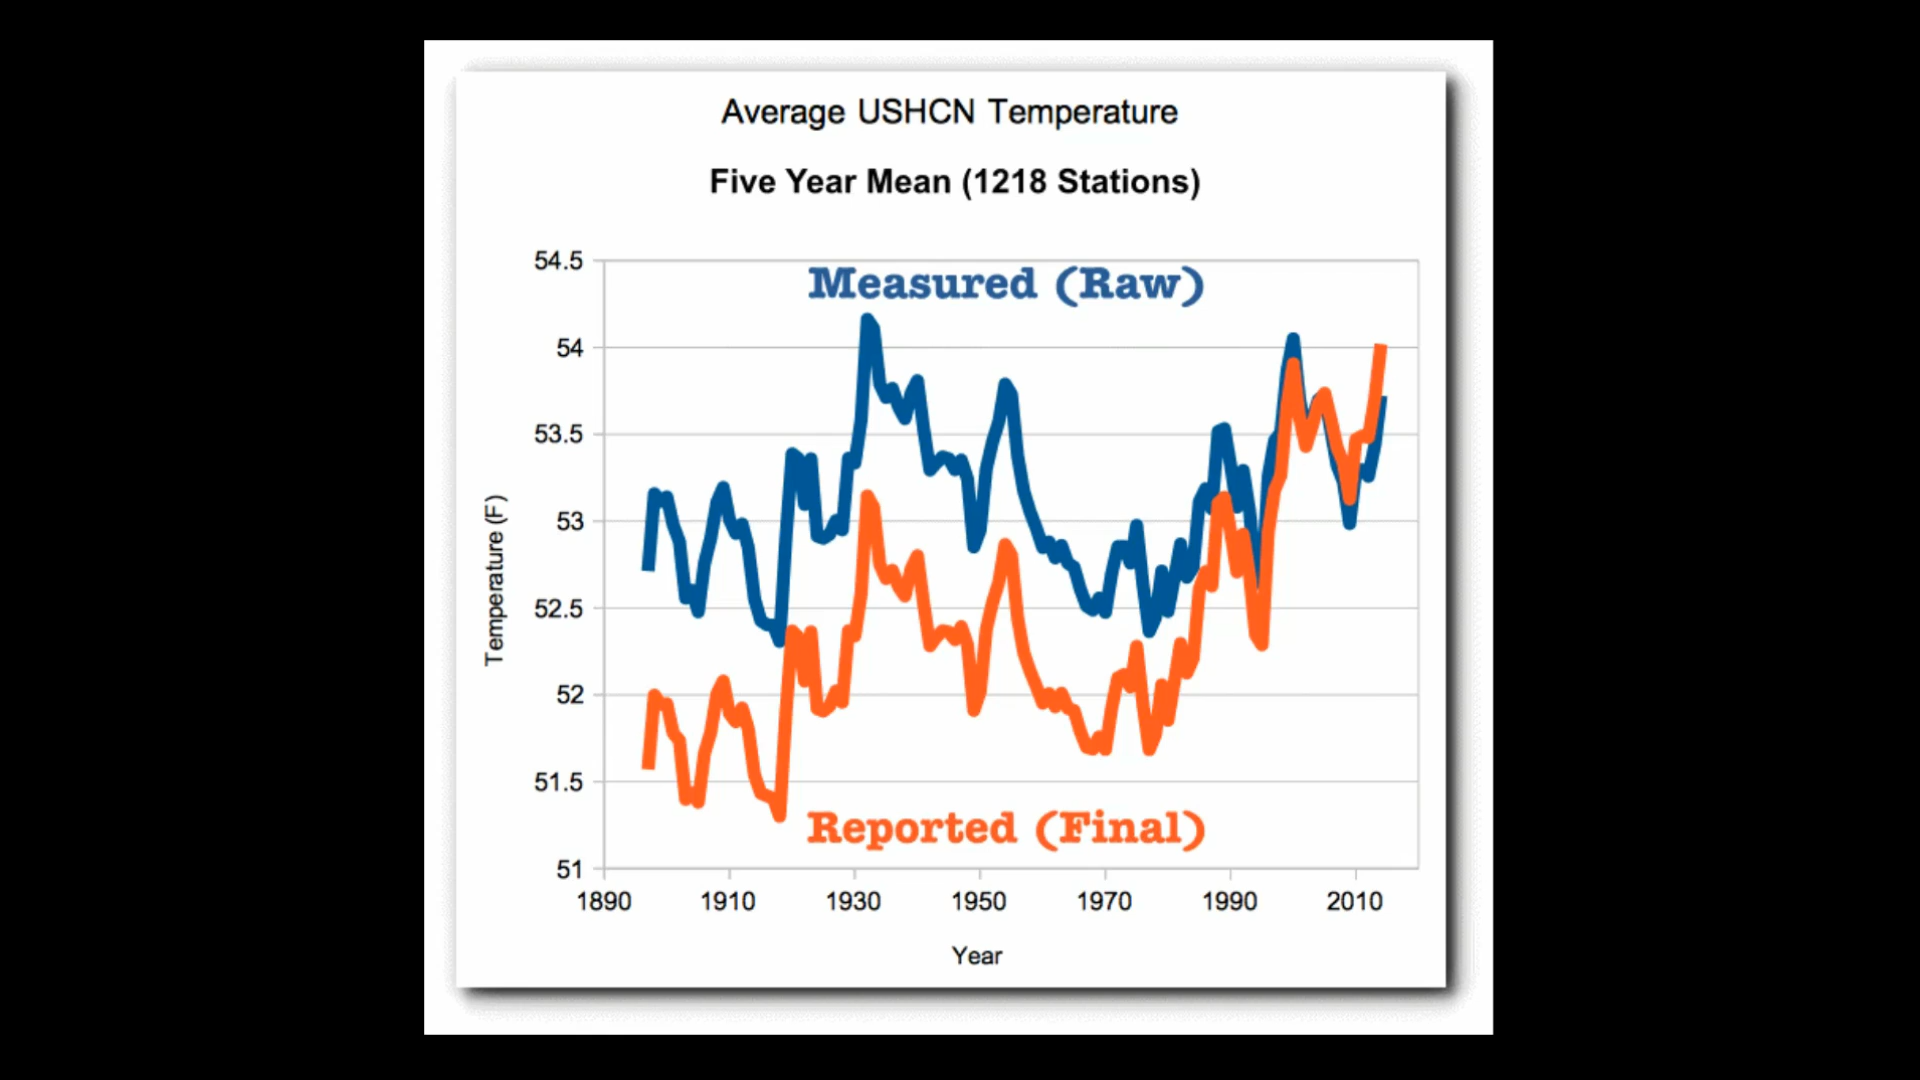 Average USHCN Temperature
Five Year Mean (1218 Stations)
54.5
Measured (Raw)
54
53.5
53
Temperature (F)
52.5
52
51.5
Reported (Final)
51
1890 1910 1930 1950 1970 1990 2010
Year